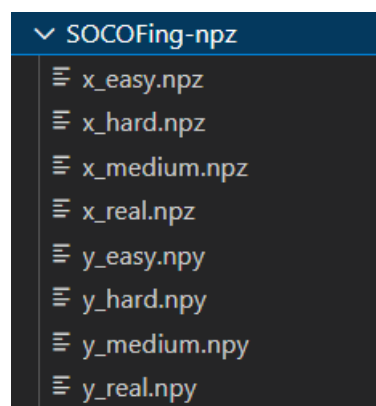 SOCOFing-npz
x_easy.npz
x_hard.npz
x_medium.npz
x_real.npz
y_easy.npy
y_hard.npy
y_medium.npy
y_real.npy